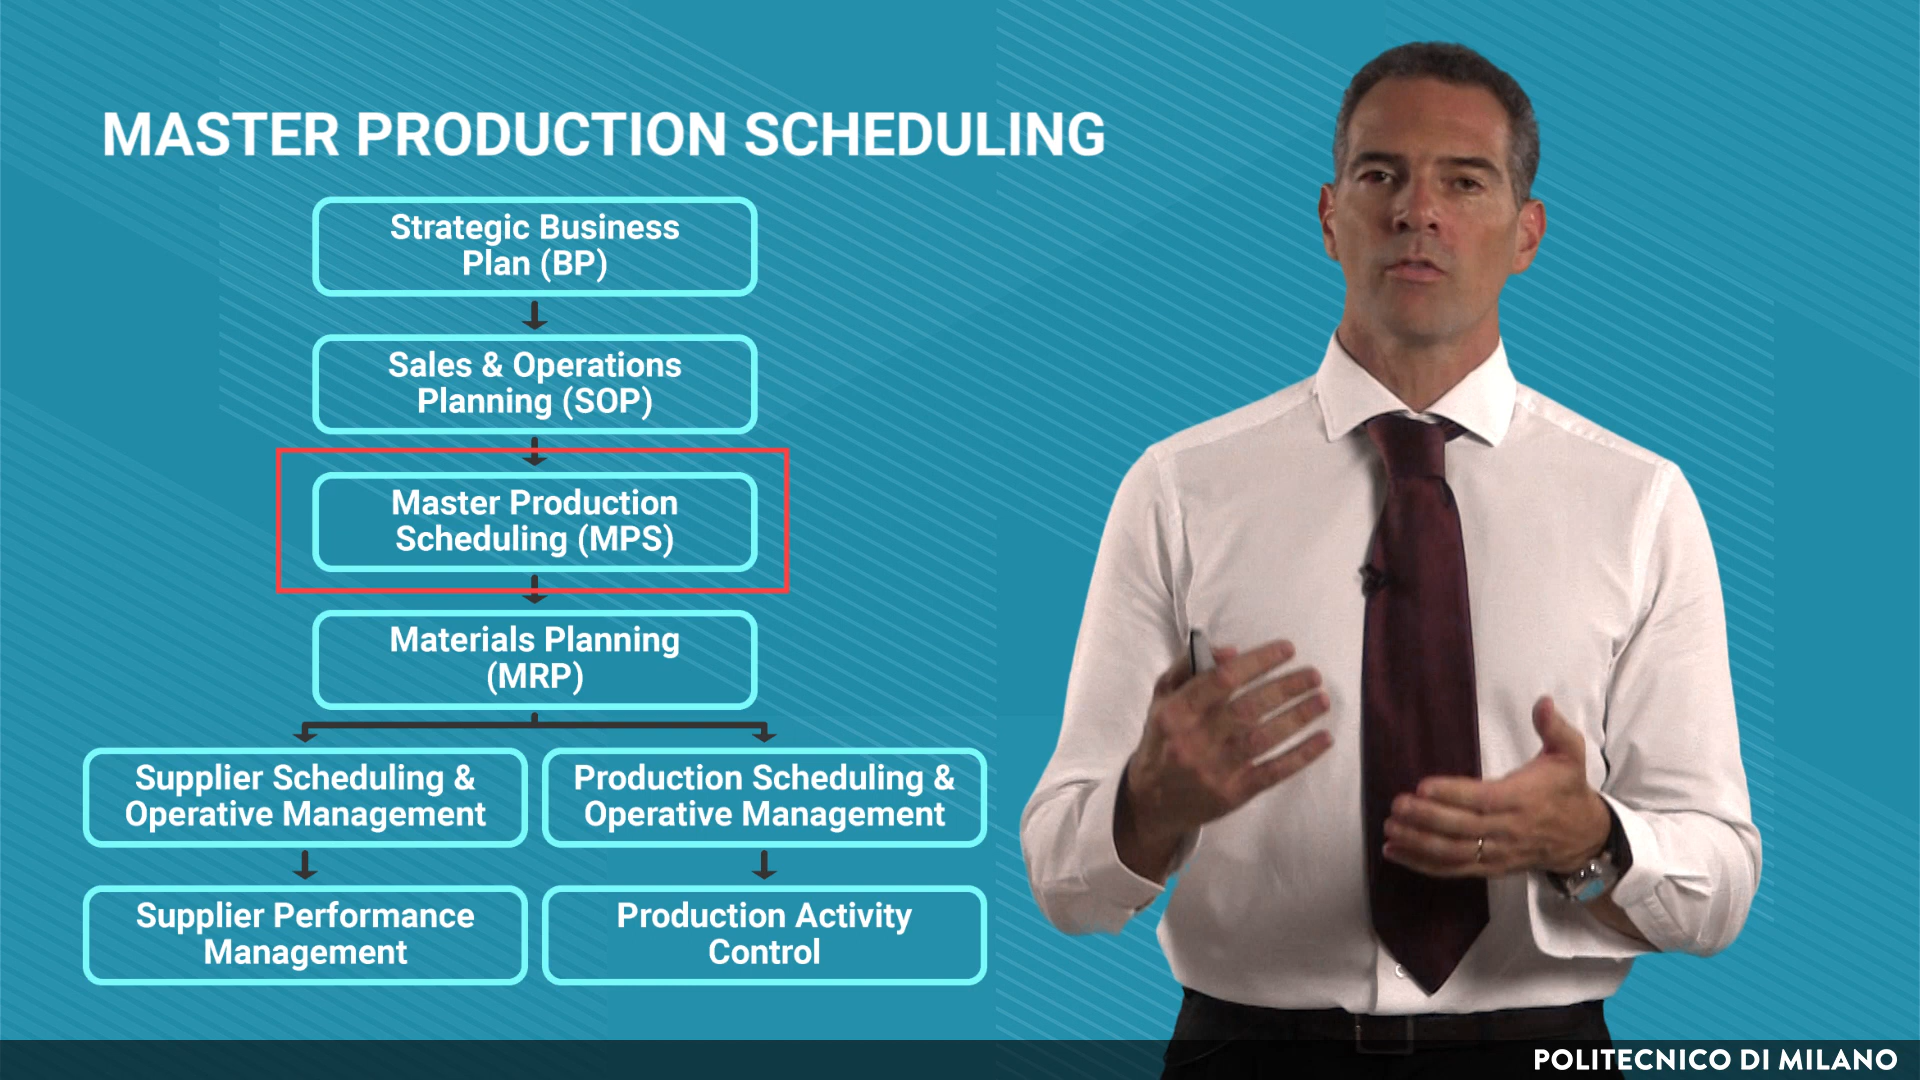 MASTER PRODUCTION SCHEDULING
Strategic Business
Plan (BP)
Sales & Operations
Planning (SOP)
Master Production
Scheduling (MPS)
Materials Planning
(MRP)
Supplier Scheduling &
Operative Management
Production Scheduling &
Operative Management
Supplier Performance
Management
Production Activity
Control
POLITECNICO DI MILANO